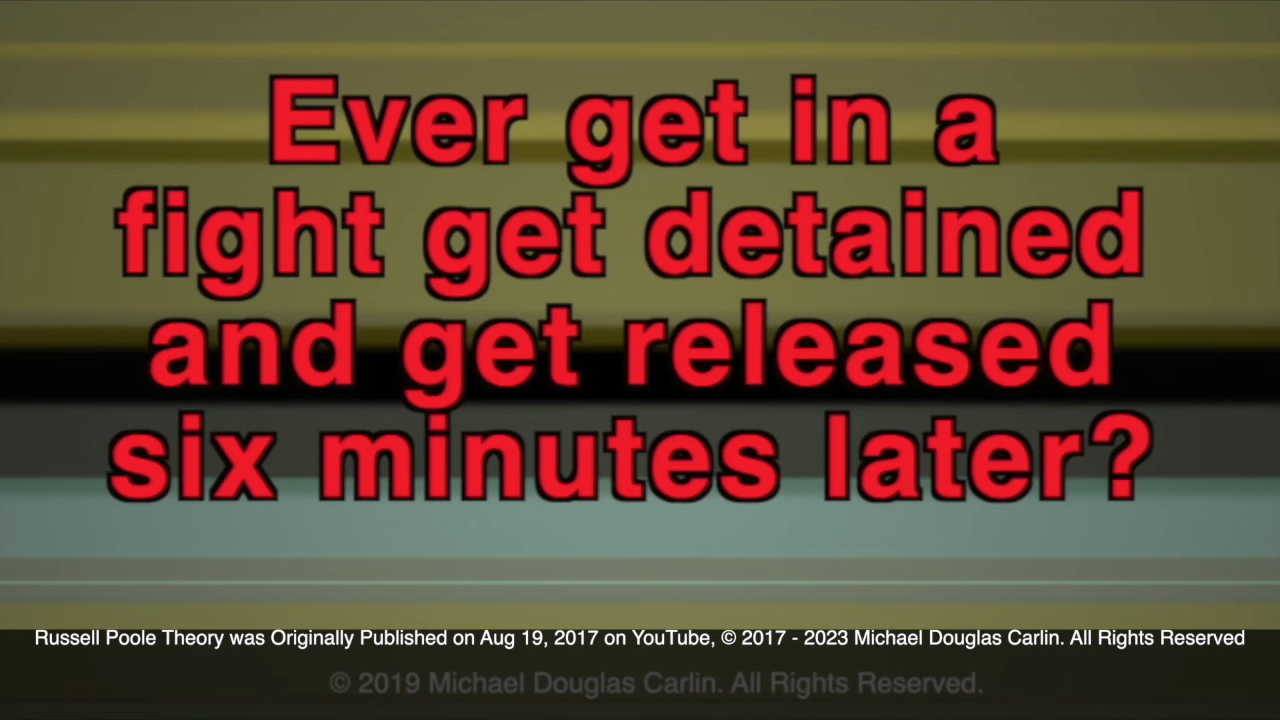 Ever get in a
fight get detained
and get released
six minutes later?
Russell Poole Theory was Originally Published on Aug 19, 2017 on YouTube, © 2017 - 2023 Michael Douglas Carlin. All Rights Reserved
© 2019 Michael Douglas Carlin. All Rights Reserved.